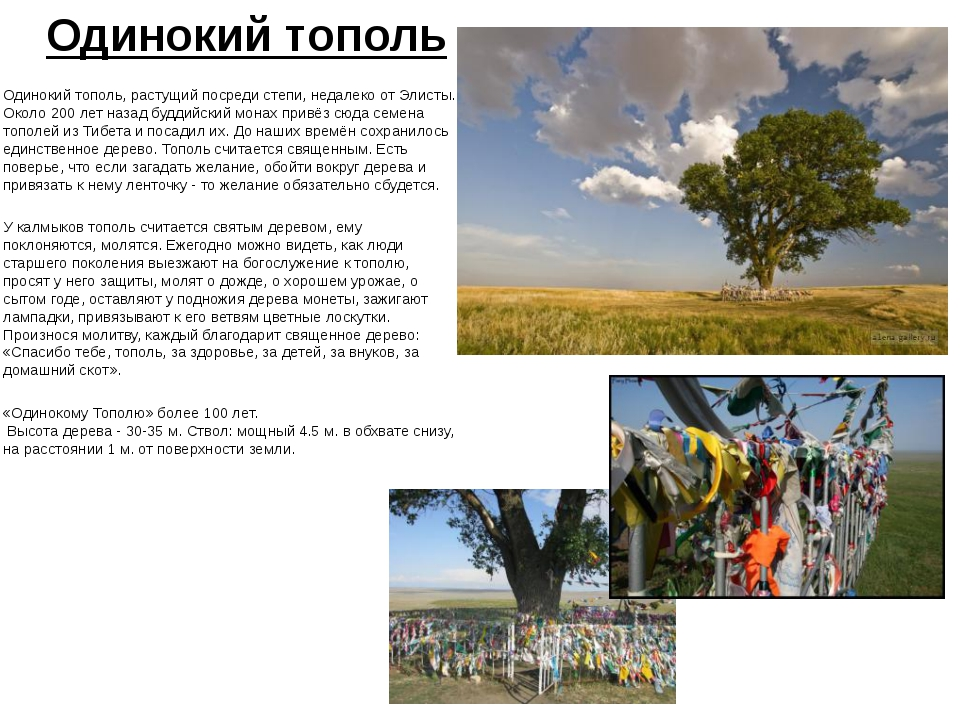 Одинокий тополь
Одинокий тополь, растущий посреди степи, недалеко от Элисты.
Около 200 лет назад буддийский монах привёз сюда семена
тополей из Тибета и посадил их. До наших времён сохранилось
единственное дерево. Тополь считается священным. Есть
поверье, что если загадать желание, обойти вокруг дерева и
привязать к нему ленточку - то желание обязательно сбудется.
У калмыков тополь считается святым деревом, ему
поклоняются, молятся. Ежегодно можно видеть, как люди
старшего поколения выезжают на богослужение к тополю,
просят у него защиты, молят о дожде, о хорошем урожае, о
сытом годе, оставляют у подножия дерева монеты, зажигают
лампадки, привязывают к его ветвям цветные лоскутки.
Произнося молитву, каждый благодарит священное дерево:
«Спасибо тебе, тополь, за здоровье, за детей, за внуков, за
домашний скот».
«Одинокому Тополю» более 100 лет.
Высота дерева - 30-35 м. Ствол: мощный 4.5 м. в обхвате снизу,
на расстоянии 1 м. от поверхности земли.